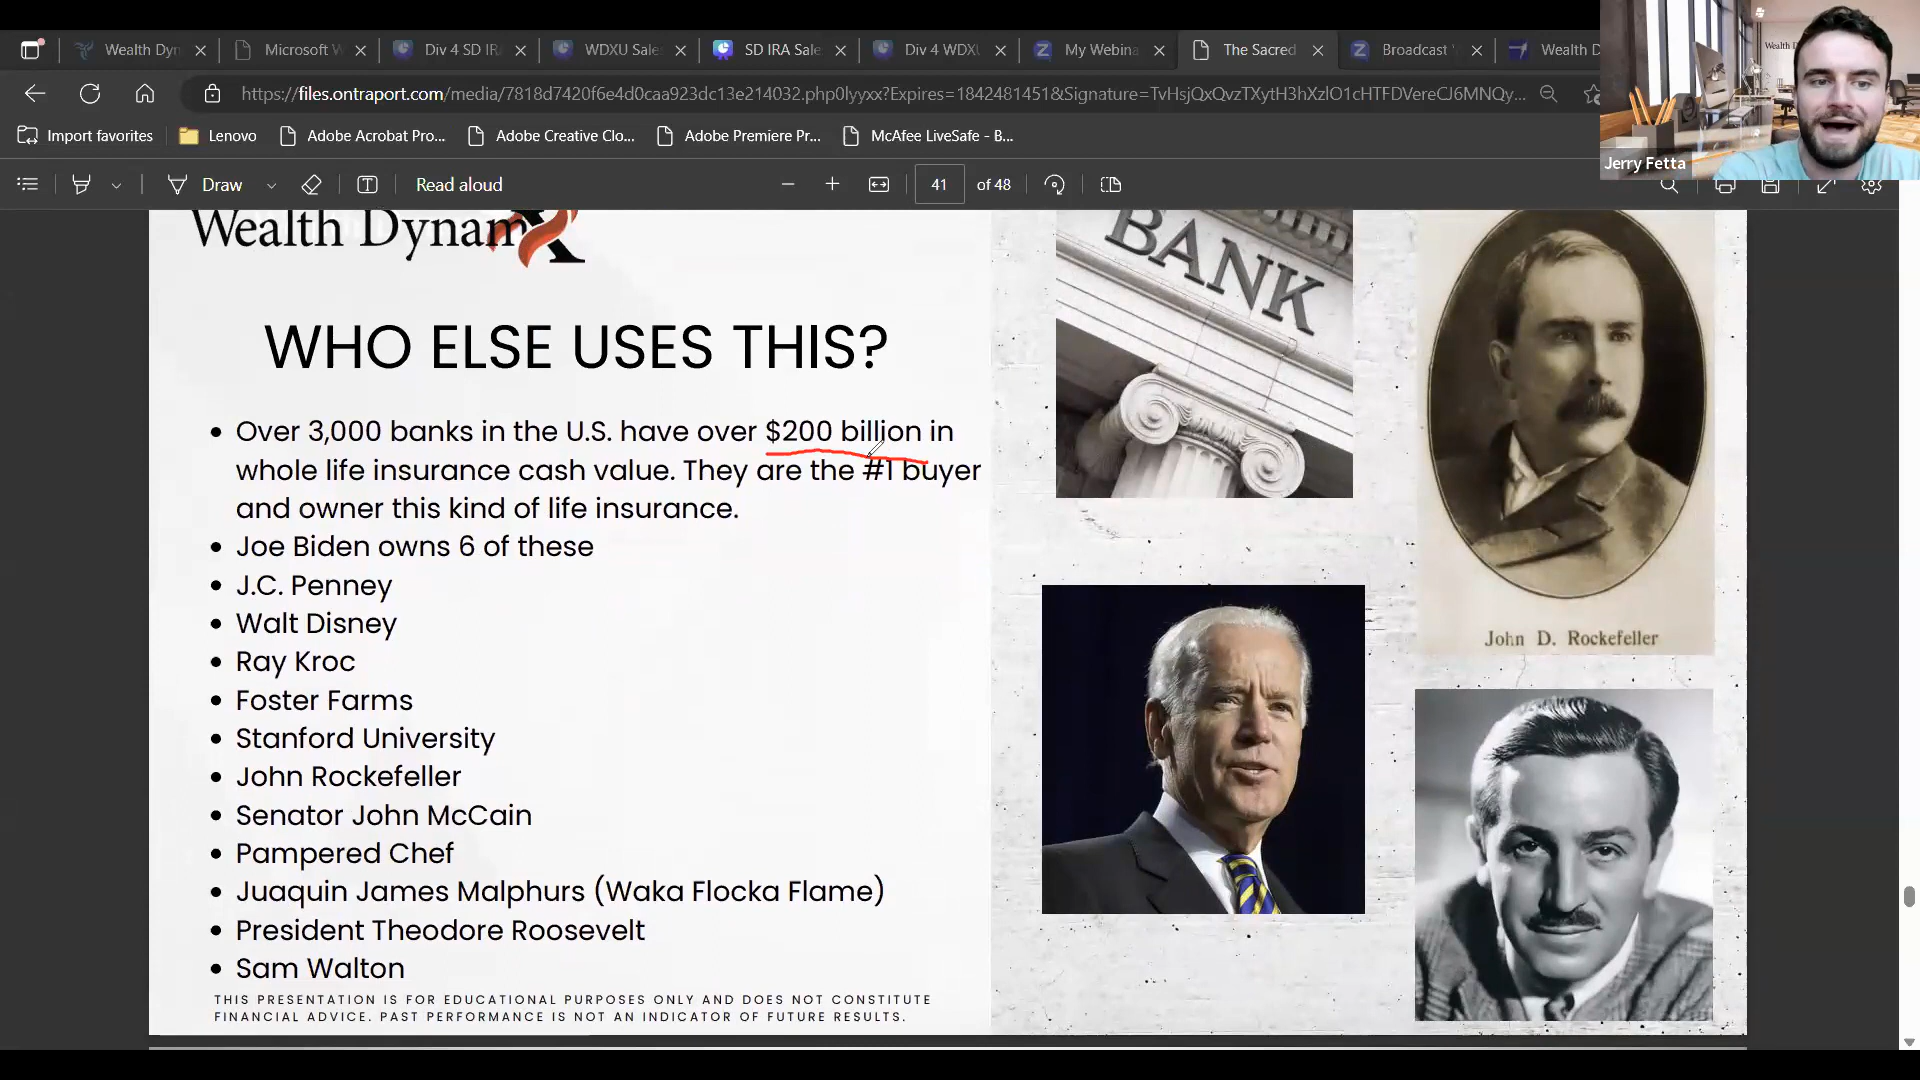 Wealth Dyn
Microsoft W
Div 4 SD IR
WDXU Sale
SD IRA Sale
Div 4 WDX
My Webina
The Sacred
Broadcast
Wealth D
https://files.ontraport.com/media/7818d7420f6e4d0caa923dc13e214032.php0lyyxx?Expires=1842481451&Signature=TvHsjQxQvzTXytH3hXzlO1cHTFDVereCJ6MNQy...
Import favorites
Lenovo
Adobe Acrobat Pro...
Adobe Creative Clo...
Adobe Premiere Pr...
McAfee LiveSafe - B...
Jerry Fetta
Draw
Read aloud
41 of 48
Wealth DynamX
BANK
WHO ELSE USES THIS?
• Over 3,000 banks in the U.S. have over $200 billion in
whole life insurance cash value. They are the #1 buyer
and owner this kind of life insurance.
• Joe Biden owns 6 of these
• J.C. Penney
• Walt Disney
• Ray Kroc
• Foster Farms
• Stanford University
• John Rockefeller
• Senator John McCain
• Pampered Chef
• Juaquin James Malphurs (Waka Flocka Flame)
• President Theodore Roosevelt
• Sam Walton
John D. Rockefeller
THIS PRESENTATION IS FOR EDUCATIONAL PURPOSES ONLY AND DOES NOT CONSTITUTE
FINANCIAL ADVICE. PAST PERFORMANCE IS NOT AN INDICATOR OF FUTURE RESULTS.